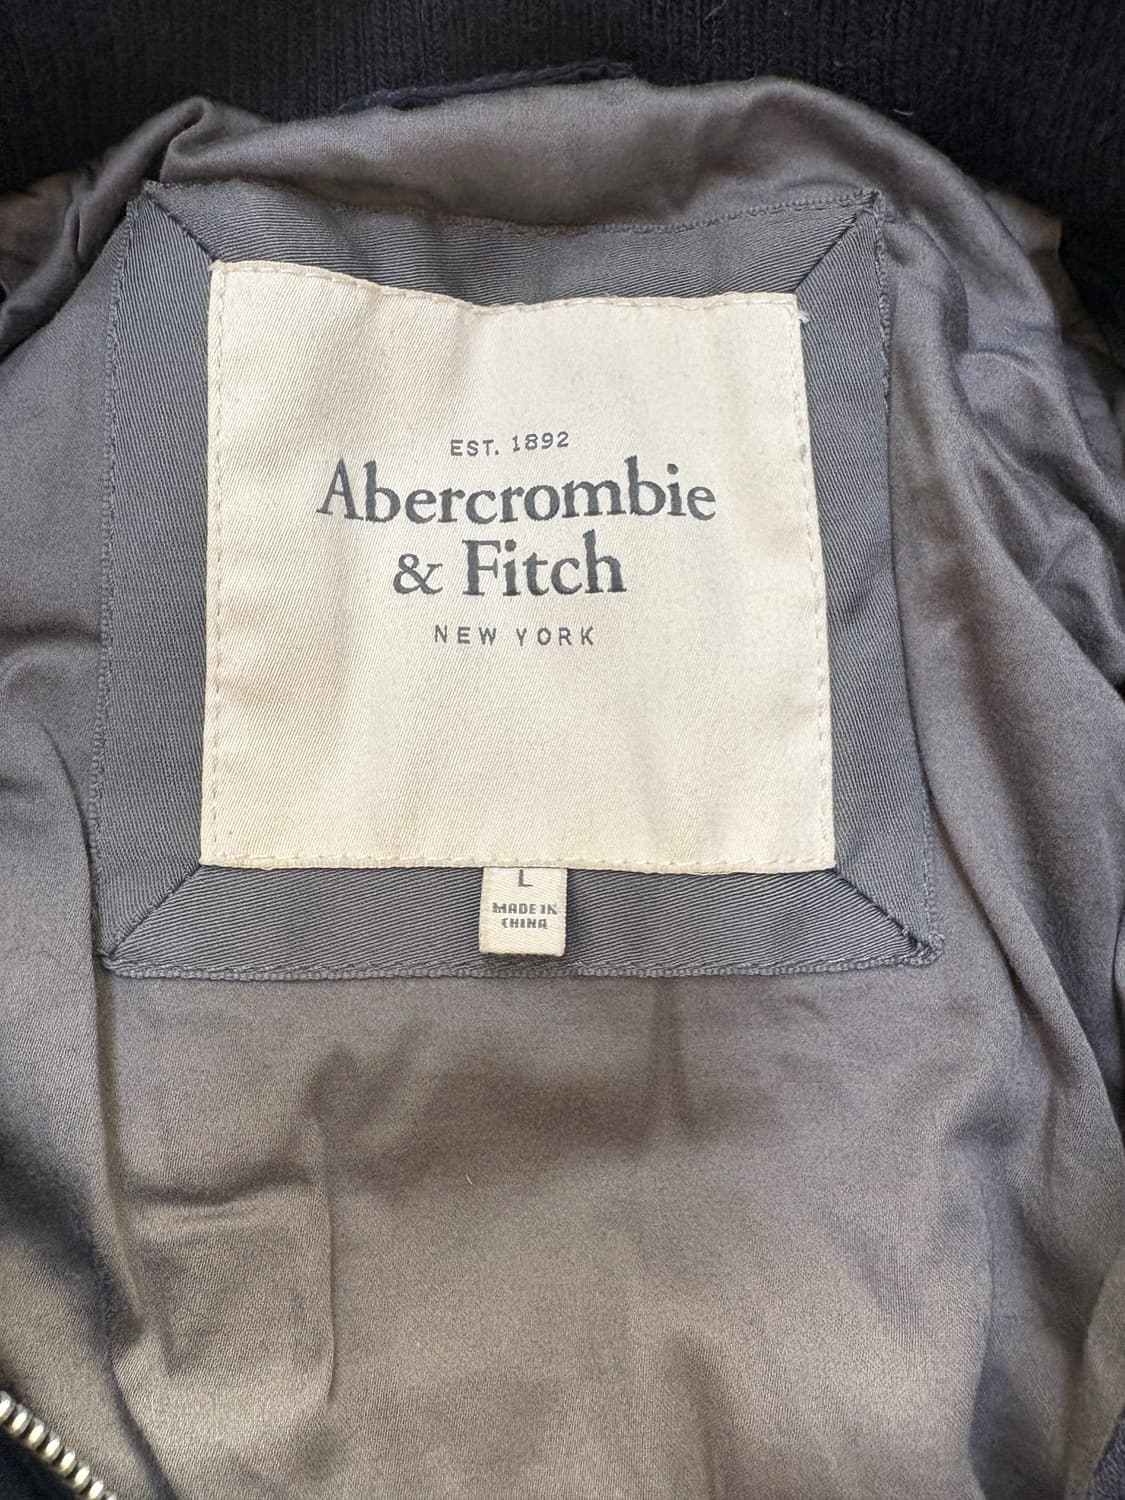 EST. 1892
Abercrombie
& Fitch
NEW YORK
L
MADE IN
CHINA